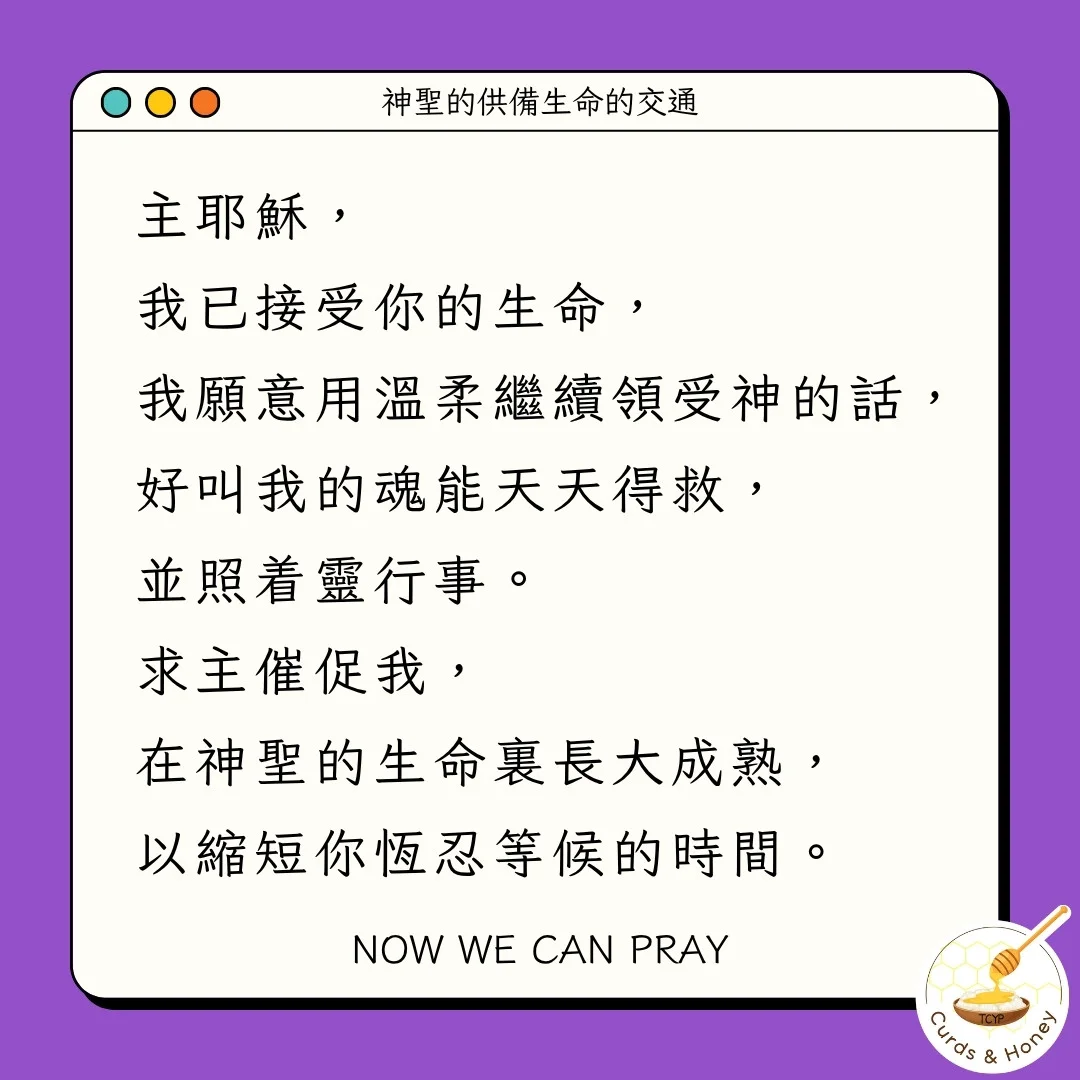 神聖的供備生命的交通
主耶穌，
我已接受你的生命，
我願意用溫柔繼續領受神的話，
好叫我的魂能天天得救，
並照着靈行事。
求主催促我，
在神聖的生命裏長大成熟，
以縮短你恆忍等候的時間。
NOW WE CAN PRAY
TCYP
Curds & Honey